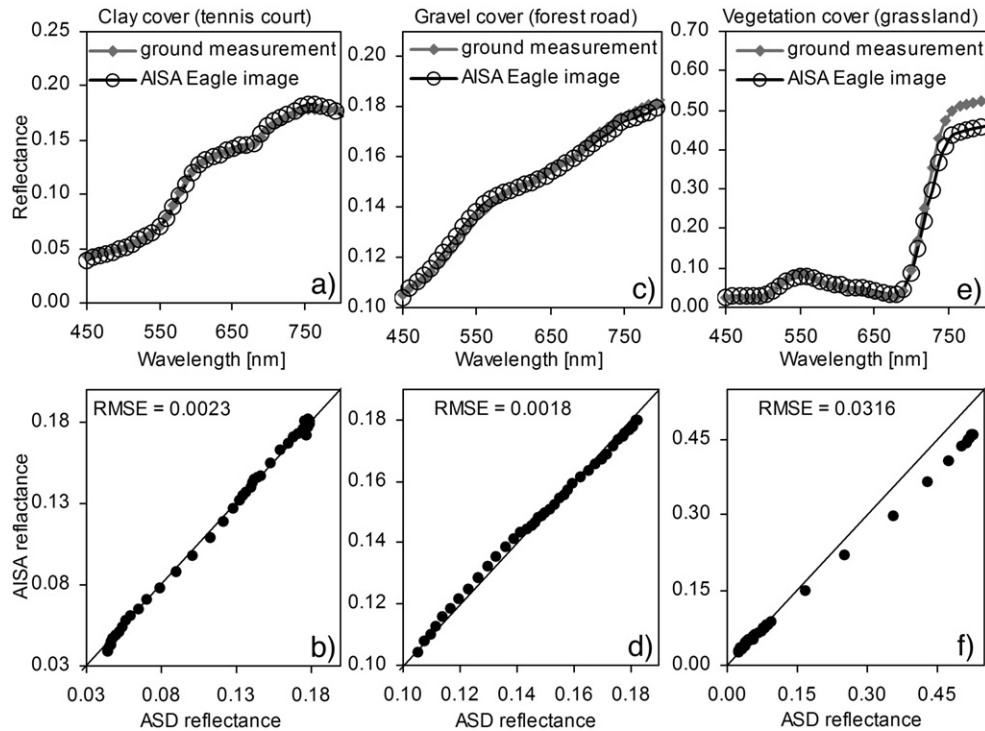 Clay cover (tennis court)
0.25
0.20
0.15
0.10
0.05
0.00
Reflectance
ground measurement
AISA Eagle image
a)
450 550 650 750
Wavelength [nm]
Gravel cover (forest road)
0.20
0.18
0.16
0.14
0.12
0.10
ground measurement
AISA Eagle image
c)
450 550 650 750
Wavelength [nm]
Vegetation cover (grassland)
0.70
0.60
0.50
0.40
0.30
0.20
0.10
0.00
ground measurement
AISA Eagle image
e)
450 550 650 750
Wavelength [nm]
RMSE = 0.0023
0.18
0.13
0.08
0.03
AISA reflactance
b)
0.03 0.08 0.13 0.18
ASD reflectance
RMSE = 0.0018
0.18
0.16
0.14
0.12
0.10
d)
0.10 0.12 0.14 0.16 0.18
ASD reflectance
RMSE = 0.0316
0.45
0.30
0.15
0.00
f)
0.00 0.15 0.30 0.45
ASD reflectance